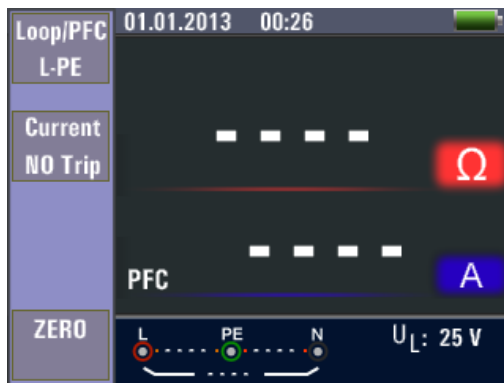 01.01.2013 00:26
Loop/PFC
L-PE
Current
NO Trip
- - - -
Ω
- - - -
PFC
A
ZERO
L PE N
UL: 25 V